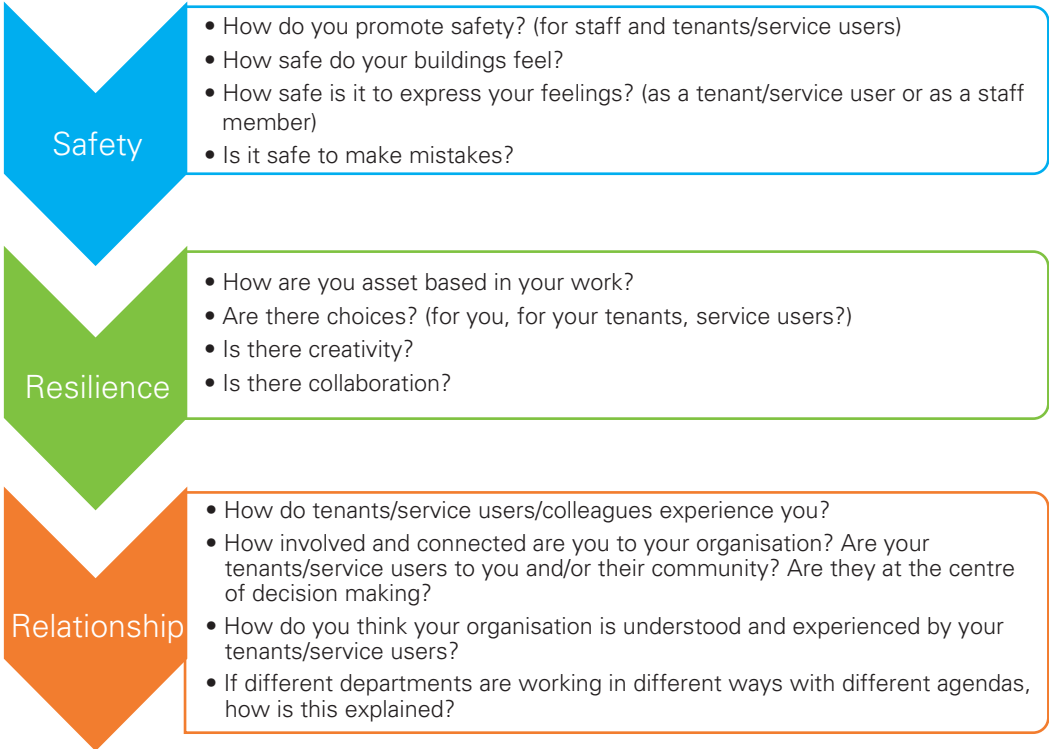 Safety
• How do you promote safety? (for staff and tenants/service users)
• How safe do your buildings feel?
• How safe is it to express your feelings? (as a tenant/service user or as a staff
member)
• Is it safe to make mistakes?
Resilience
• How are you asset based in your work?
• Are there choices? (for you, for your tenants, service users?)
• Is there creativity?
• Is there collaboration?
Relationship
• How do tenants/service users/colleagues experience you?
• How involved and connected are you to your organisation? Are your
tenants/service users to you and/or their community? Are they at the centre
of decision making?
• How do you think your organisation is understood and experienced by your
tenants/service users?
• If different departments are working in different ways with different agendas,
how is this explained?